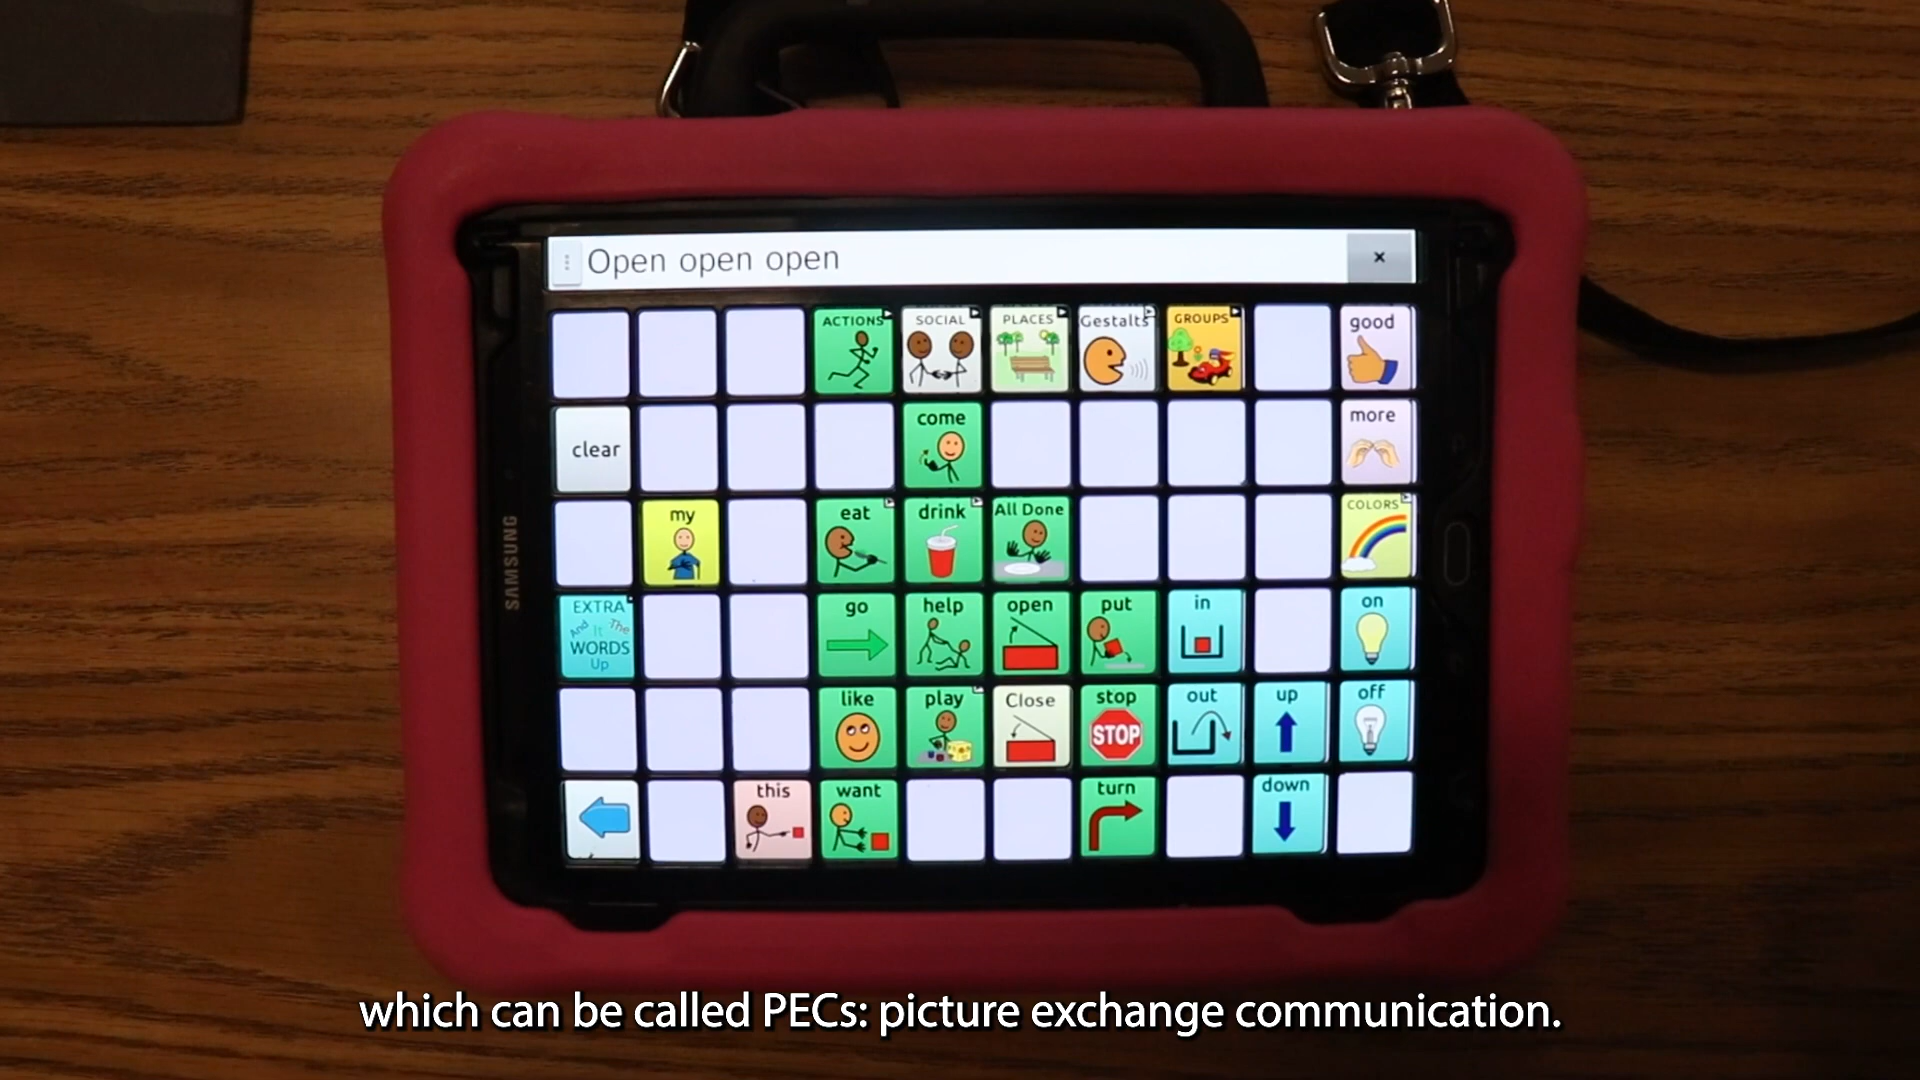 Open open open
×
ACTIONS SOCIAL PLACES Gestalts GROUPS good
clear come more
my eat drink All Done COLORS
SAMSUNG
EXTRA And It The WORDS Up go help open put in on
like play Close stop STOP out up off
this want turn down
which can be called PECs: picture exchange communication.